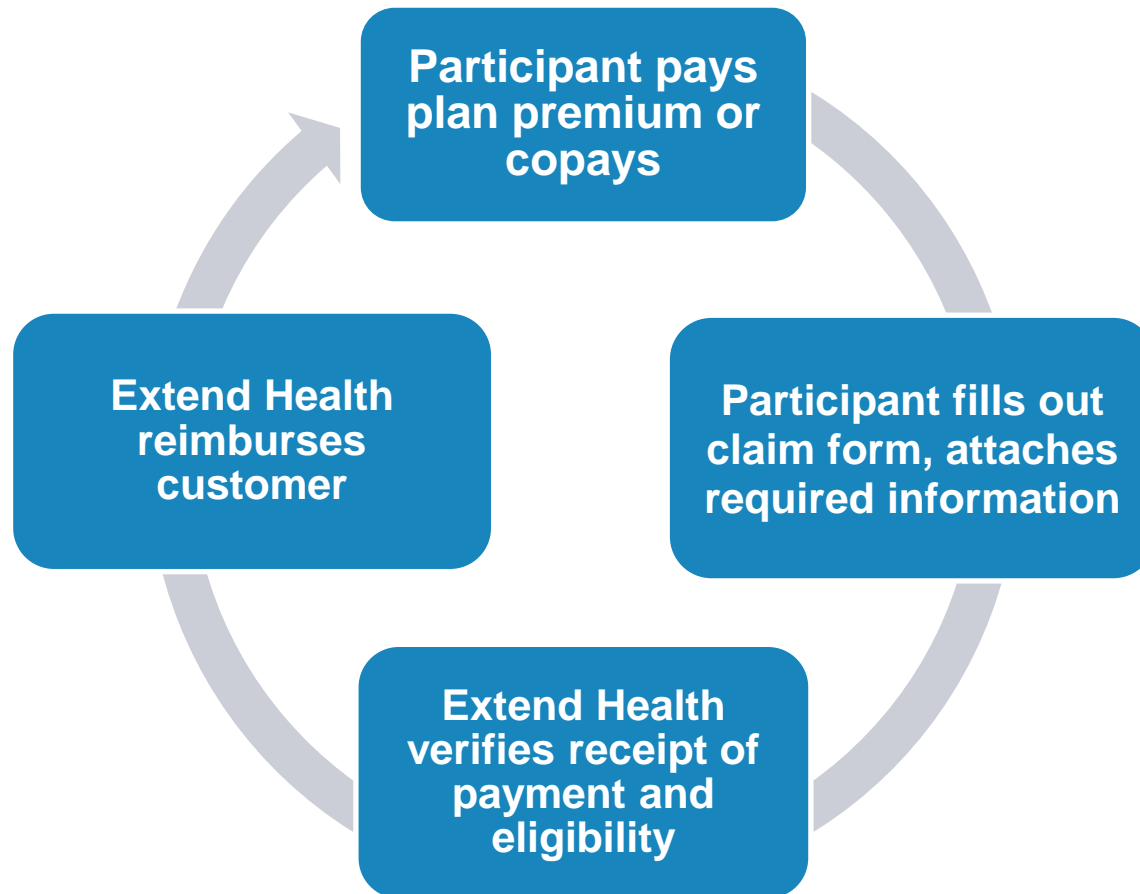 Participant pays
plan premium or
copays
Participant fills out
claim form, attaches
required information
Extend Health
verifies receipt of
payment and
eligibility
Extend Health
reimburses
customer